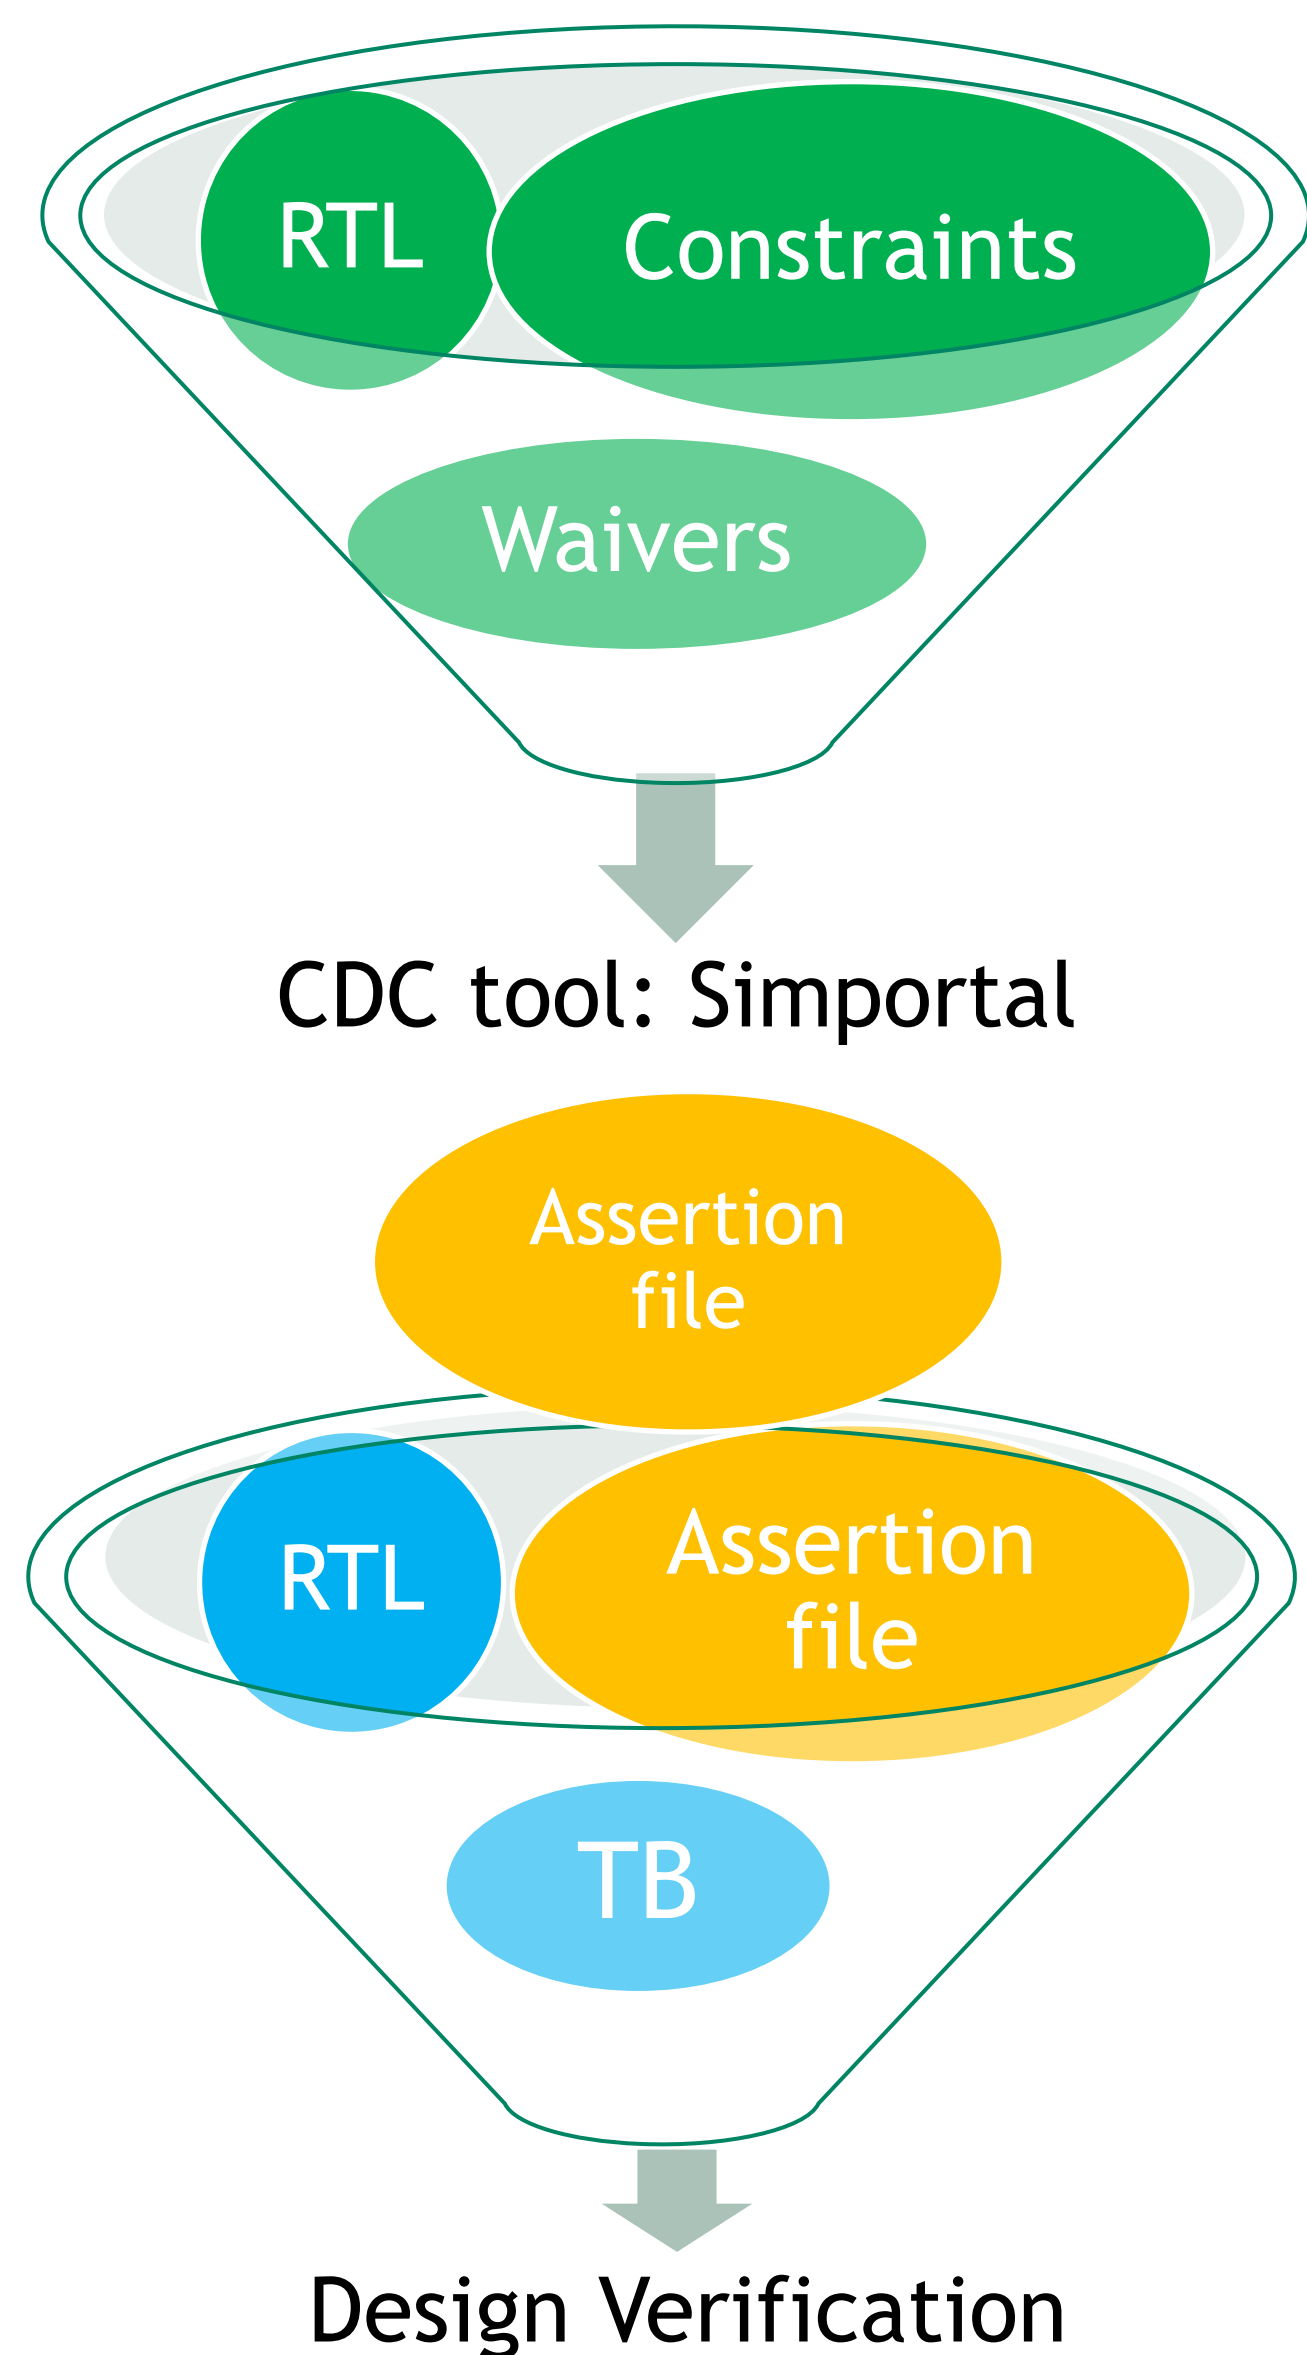 RTL
Constraints
Waivers
CDC tool: Simportal
Assertion
file
RTL
Assertion
file
TB
Design Verification